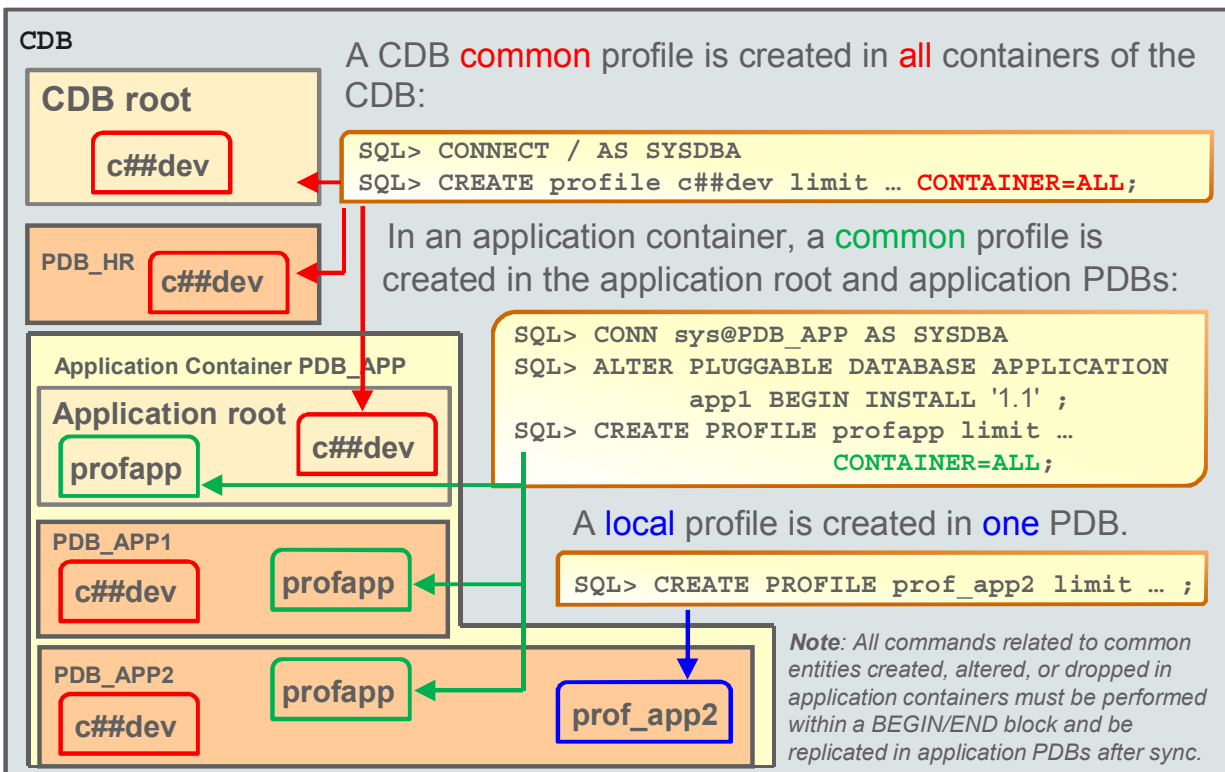 CDB
A CDB common profile is created in all containers of the
CDB:
CDB root
c##dev
SQL> CONNECT / AS SYSDBA
SQL> CREATE profile c##dev limit … CONTAINER=ALL;
PDB_HR
c##dev
In an application container, a common profile is
created in the application root and application PDBs:
SQL> CONN sys@PDB_APP AS SYSDBA
SQL> ALTER PLUGGABLE DATABASE APPLICATION
app1 BEGIN INSTALL '1.1' ;
SQL> CREATE PROFILE profapp limit …
CONTAINER=ALL;
Application Container PDB_APP
Application root
c##dev
profapp
A local profile is created in one PDB.
SQL> CREATE PROFILE prof_app2 limit … ;
PDB_APP1
c##dev
profapp
PDB_APP2
c##dev
profapp
prof_app2
Note: All commands related to common
entities created, altered, or dropped in
application containers must be performed
within a BEGIN/END block and be
replicated in application PDBs after sync.